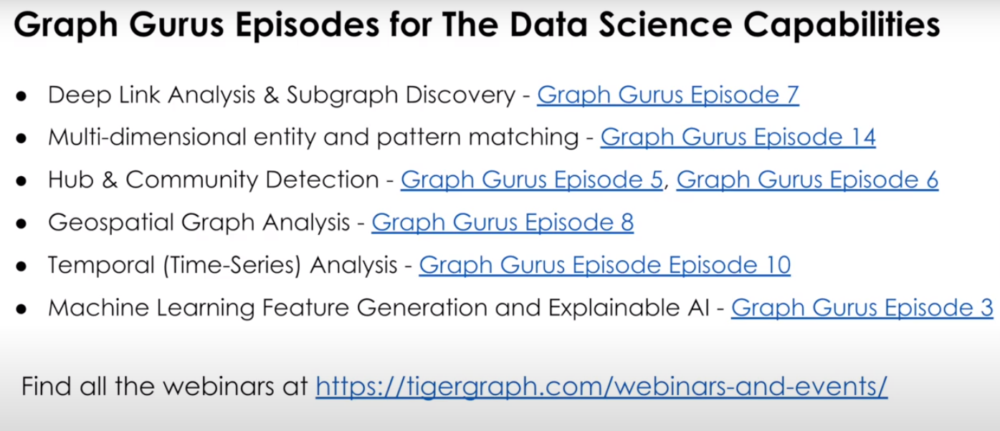 Graph Gurus Episodes for The Data Science Capabilities
● Deep Link Analysis & Subgraph Discovery - Graph Gurus Episode 7
● Multi-dimensional entity and pattern matching - Graph Gurus Episode 14
● Hub & Community Detection - Graph Gurus Episode 5, Graph Gurus Episode 6
● Geospatial Graph Analysis - Graph Gurus Episode 8
● Temporal (Time-Series) Analysis - Graph Gurus Episode Episode 10
● Machine Learning Feature Generation and Explainable AI - Graph Gurus Episode 3
Find all the webinars at https://tigergraph.com/webinars-and-events/